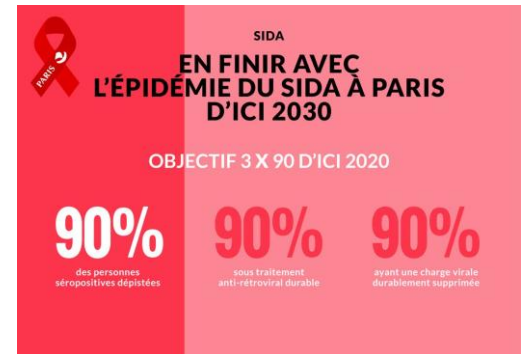 PARIS
SIDA
EN FINIR AVEC
L'ÉPIDÉMIE DU SIDA À PARIS
D'ICI 2030
OBJECTIF 3 X 90 D'ICI 2020
90%
des personnes
séropositives dépistées
90%
sous traitement
anti-rétroviral durable
90%
ayant une charge virale
durablement supprimée